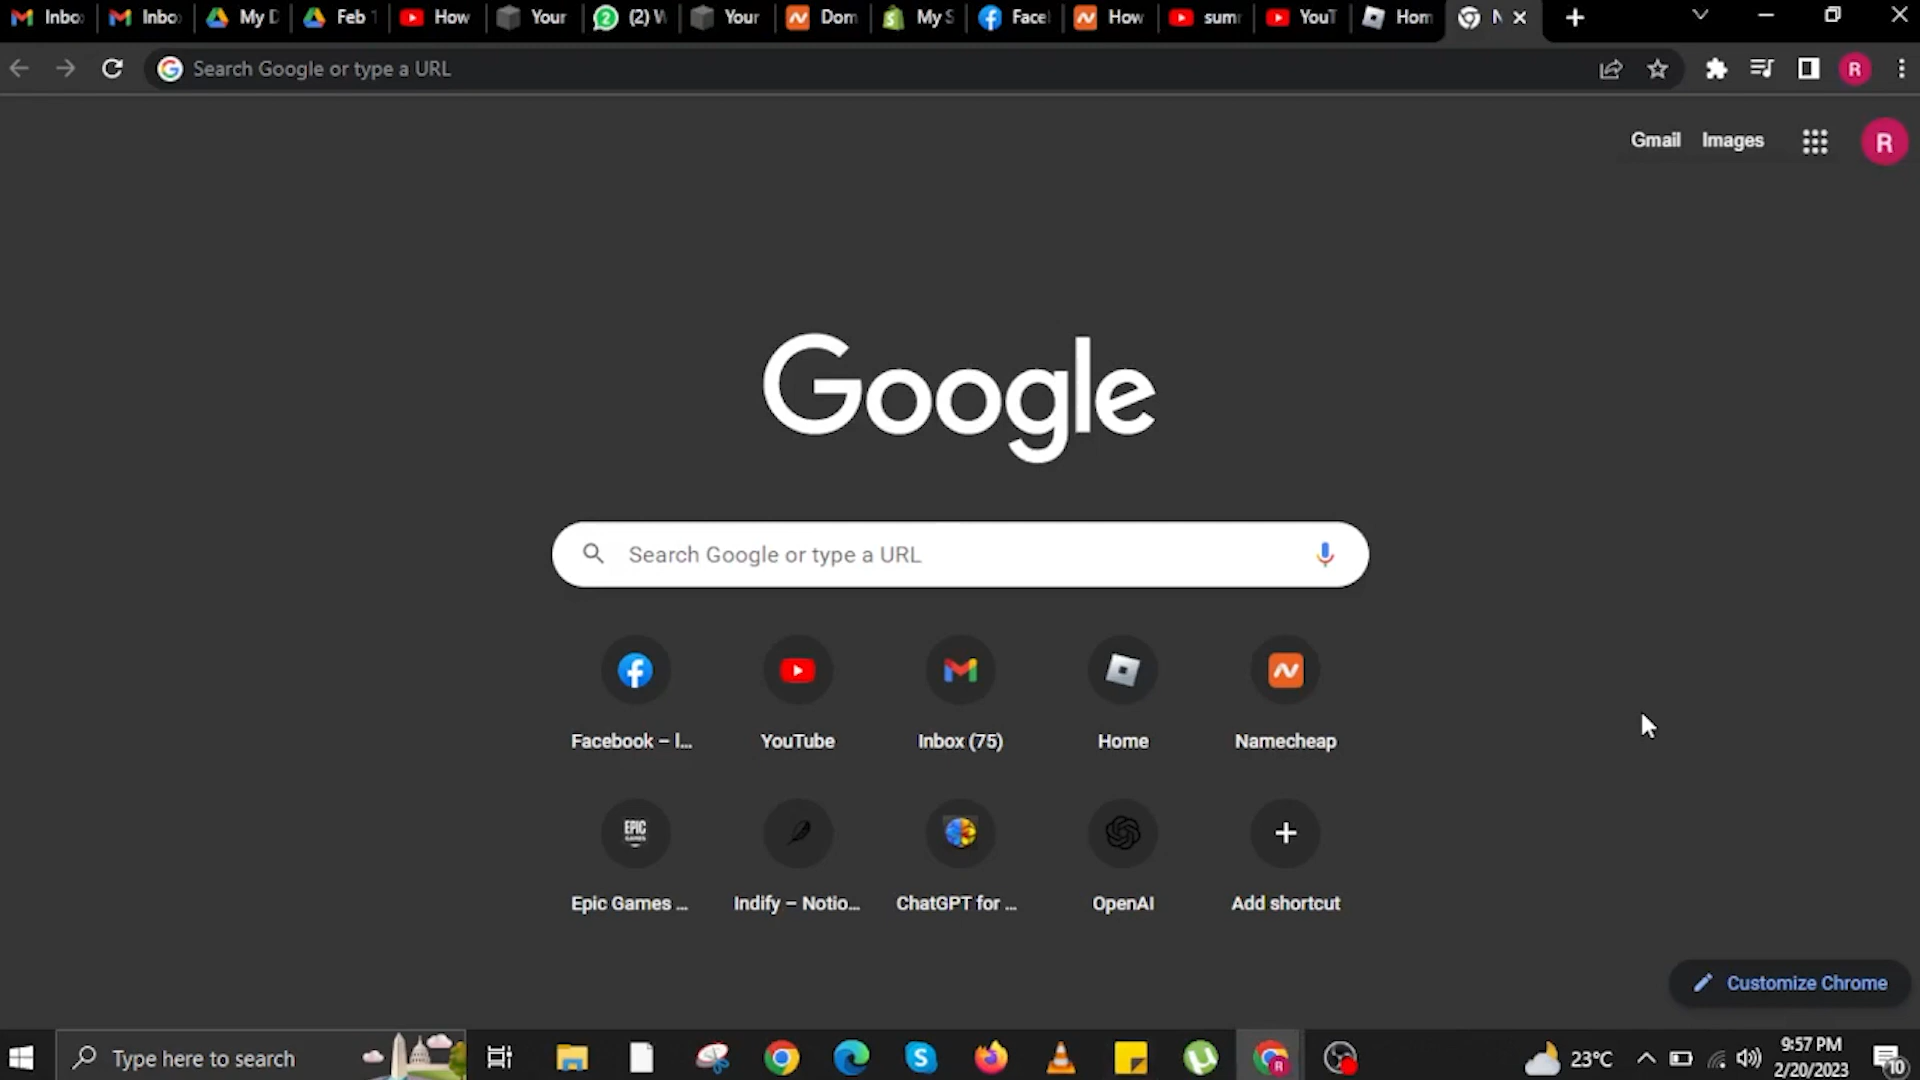 Inbo
Inbo
My D
Feb
How
Your
(2) W
Your
Dom
My S
Face
How
sum
YouT
Hom
N
Search Google or type a URL
R
Gmail
Images
R
Google
Search Google or type a URL
Facebook – l...
YouTube
Inbox (75)
Home
Namecheap
EPIC
GAMES
Epic Games ...
Indify – Notio...
ChatGPT for ...
OpenAI
Add shortcut
Customize Chrome
Type here to search
23°C
9:57 PM
2/20/2023
10